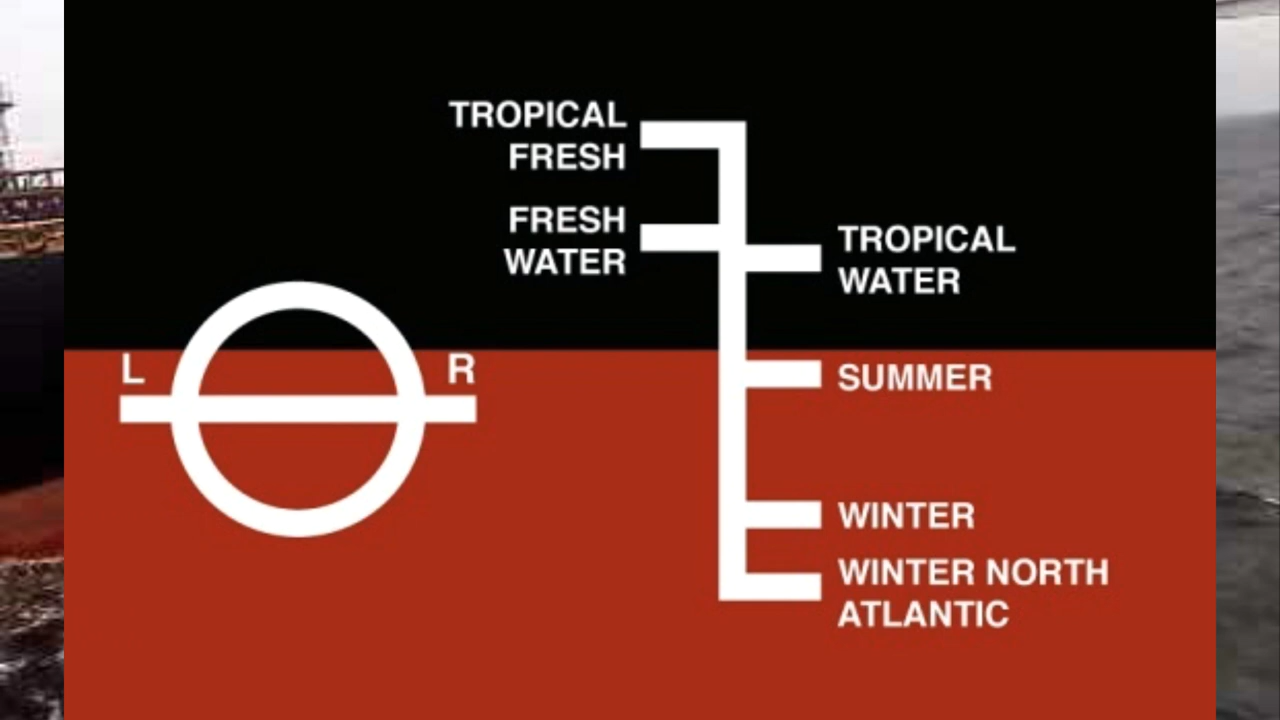 TROPICAL
FRESH
FRESH
WATER
TROPICAL
WATER
L R
SUMMER
WINTER
WINTER NORTH
ATLANTIC